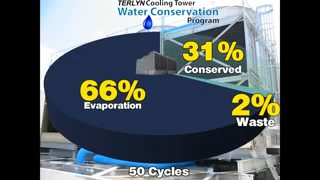 TERLYN Cooling Tower
Water Conservation
Program
31%
Conserved
66%
Evaporation
2%
Waste
50 Cycles